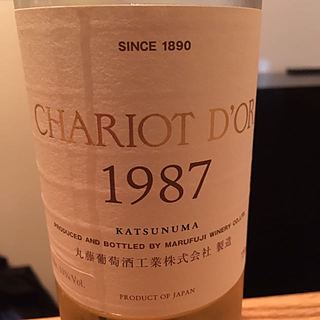 SINCE 1890
CHARIOT D'OR
1987
KATSUNUMA
PRODUCED AND BOTTLED BY MARUFUJI WINERY CO.,LTD.
丸藤葡萄酒工業株式会社 製造
%Vol.
PRODUCT OF JAPAN